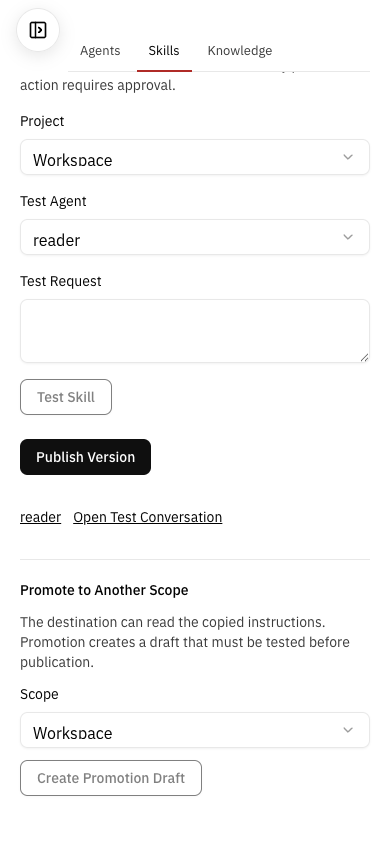 Agents Skills Knowledge
action requires approval.
Project
Workspace
Test Agent
reader
Test Request
Test Skill
Publish Version
reader Open Test Conversation
Promote to Another Scope
The destination can read the copied instructions.
Promotion creates a draft that must be tested before
publication.
Scope
Workspace
Create Promotion Draft